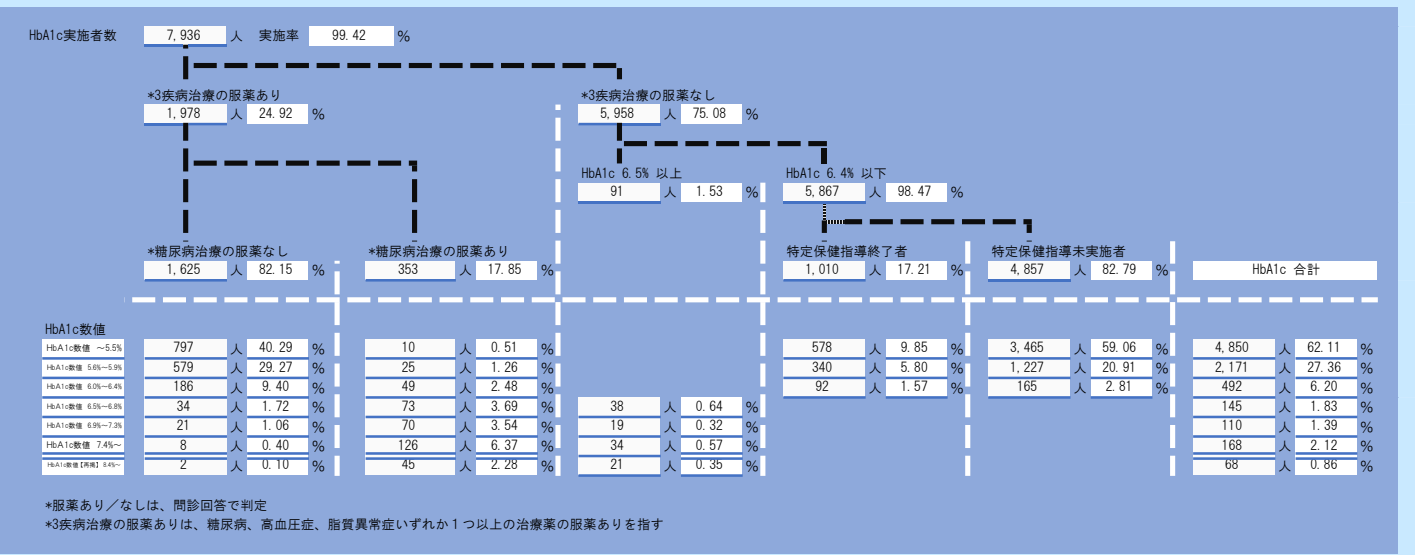 HbA1c実施者数 7,936 人 実施率 99.42 %
*3疾病治療の服薬あり *3疾病治療の服薬なし
1,978 人 24.92 % 5,958 人 75.08 %
HbA1c 6.5% 以上 HbA1c 6.4% 以下
91 人 1.53 % 5,867 人 98.47 %
*糖尿病治療の服薬なし *糖尿病治療の服薬あり 特定保健指導終了者 特定保健指導未実施者
1,625 人 82.15 % 353 人 17.85 % 1,010 人 17.21 % 4,857 人 82.79 % HbA1c 合計
HbA1c数値
HbA1c数値 ～5.5% 797 人 40.29 % 10 人 0.51 % 578 人 9.85 % 3,465 人 59.06 % 4,850 人 62.11 %
HbA1c数値 5.6%～5.9% 579 人 29.27 % 25 人 1.26 % 340 人 5.80 % 1,227 人 20.91 % 2,171 人 27.36 %
HbA1c数値 6.0%～6.4% 186 人 9.40 % 49 人 2.48 % 92 人 1.57 % 165 人 2.81 % 492 人 6.20 %
HbA1c数値 6.5%～6.8% 34 人 1.72 % 73 人 3.69 % 38 人 0.64 % 145 人 1.83 %
HbA1c数値 6.9%～7.3% 21 人 1.06 % 70 人 3.54 % 19 人 0.32 % 110 人 1.39 %
HbA1c数値 7.4%～ 8 人 0.40 % 126 人 6.37 % 34 人 0.57 % 168 人 2.12 %
HbA1c数値【再掲】 8.4%～ 2 人 0.10 % 45 人 2.28 % 21 人 0.35 % 68 人 0.86 %
*服薬あり／なしは、問診回答で判定
*3疾病治療の服薬ありは、糖尿病、高血圧症、脂質異常症いずれか１つ以上の治療薬の服薬ありを指す